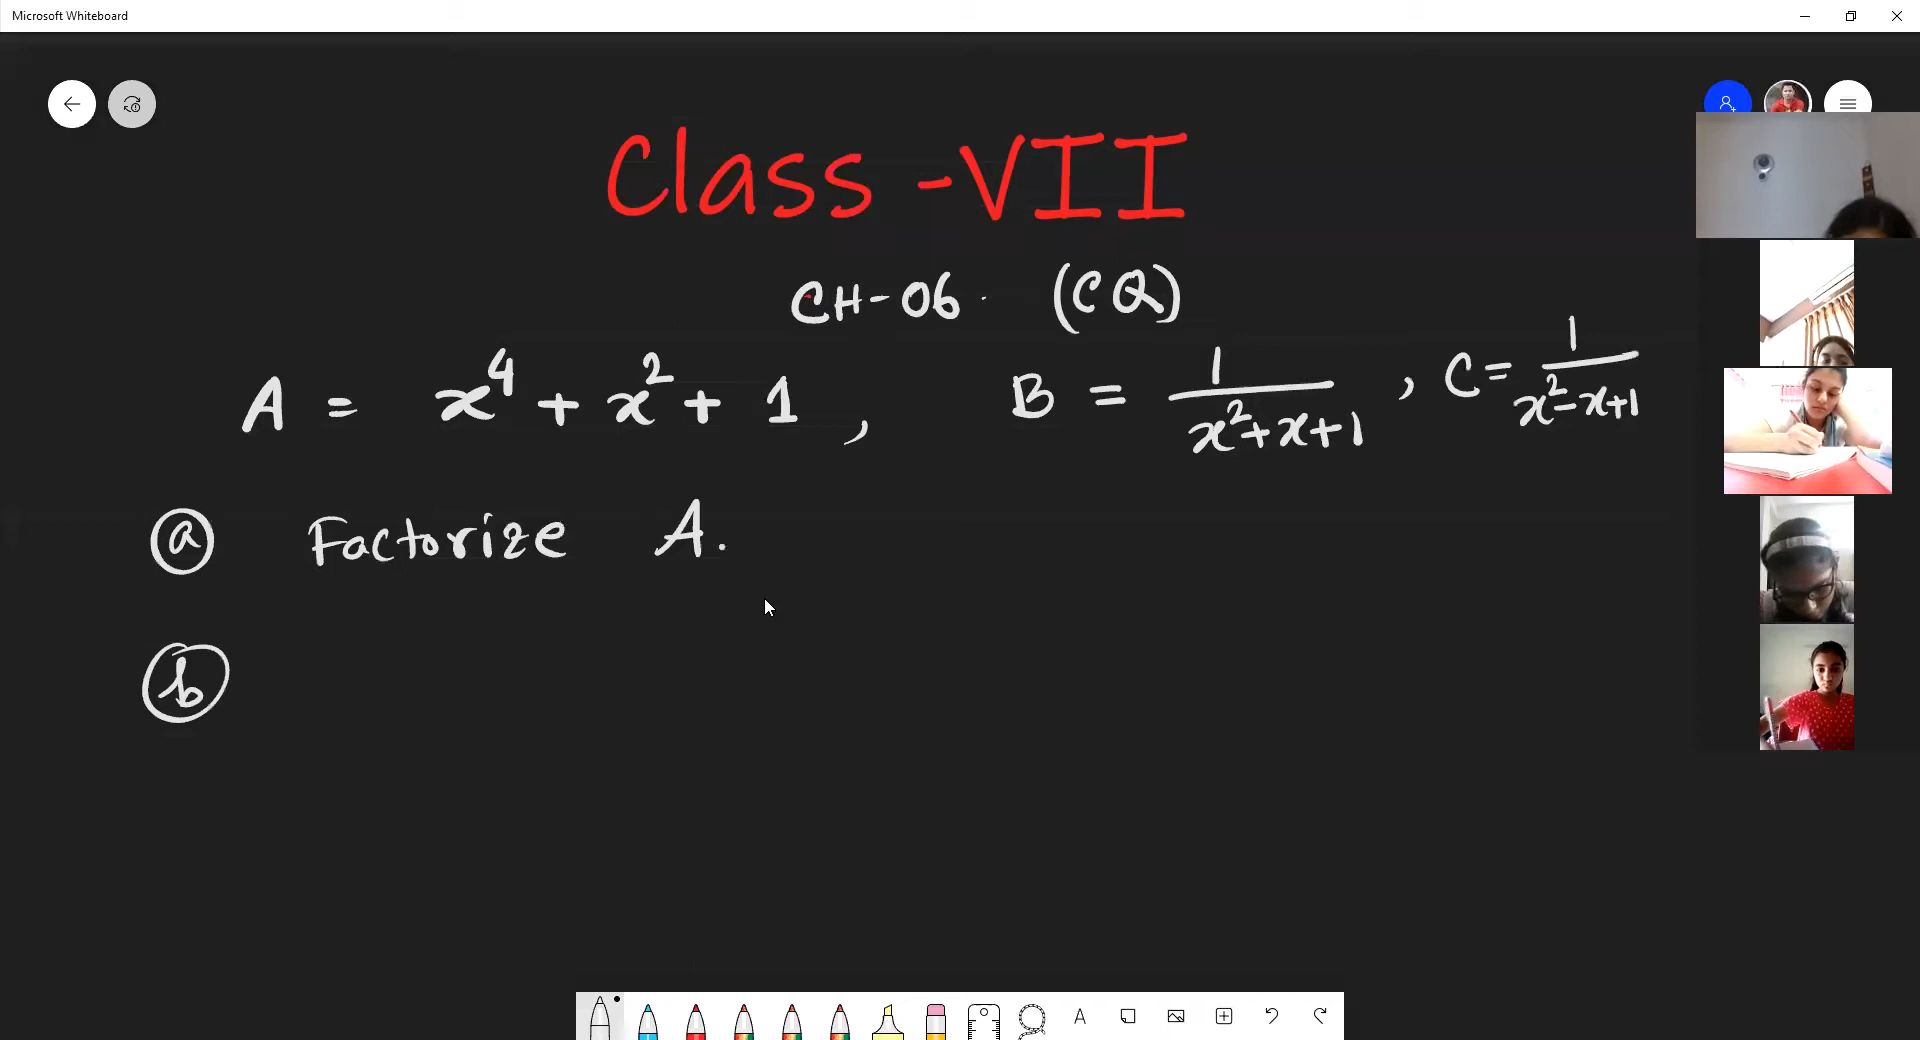 Microsoft Whiteboard
Class -VII
CH-06. (CQ)
A = x⁴ + x² + 1 , B = 1/(x²+x+1) , C = 1/(x²-x+1)
ⓐ Factorize A.
ⓑ
A